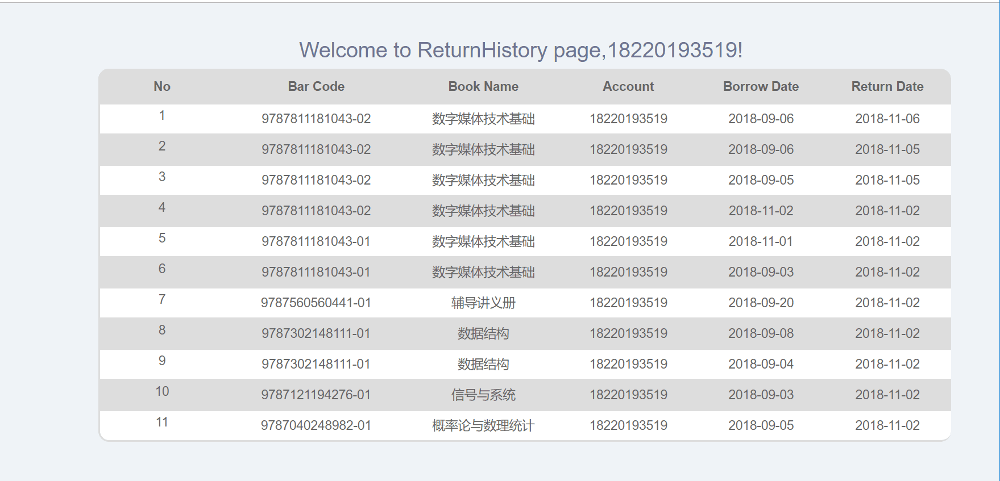 Welcome to ReturnHistory page,18220193519!
No Bar Code Book Name Account Borrow Date Return Date
1 9787811181043-02 数字媒体技术基础 18220193519 2018-09-06 2018-11-06
2 9787811181043-02 数字媒体技术基础 18220193519 2018-09-06 2018-11-05
3 9787811181043-02 数字媒体技术基础 18220193519 2018-09-05 2018-11-05
4 9787811181043-02 数字媒体技术基础 18220193519 2018-11-02 2018-11-02
5 9787811181043-01 数字媒体技术基础 18220193519 2018-11-01 2018-11-02
6 9787811181043-01 数字媒体技术基础 18220193519 2018-09-03 2018-11-02
7 9787560560441-01 辅导讲义册 18220193519 2018-09-20 2018-11-02
8 9787302148111-01 数据结构 18220193519 2018-09-08 2018-11-02
9 9787302148111-01 数据结构 18220193519 2018-09-04 2018-11-02
10 9787121194276-01 信号与系统 18220193519 2018-09-03 2018-11-02
11 9787040248982-01 概率论与数理统计 18220193519 2018-09-05 2018-11-02